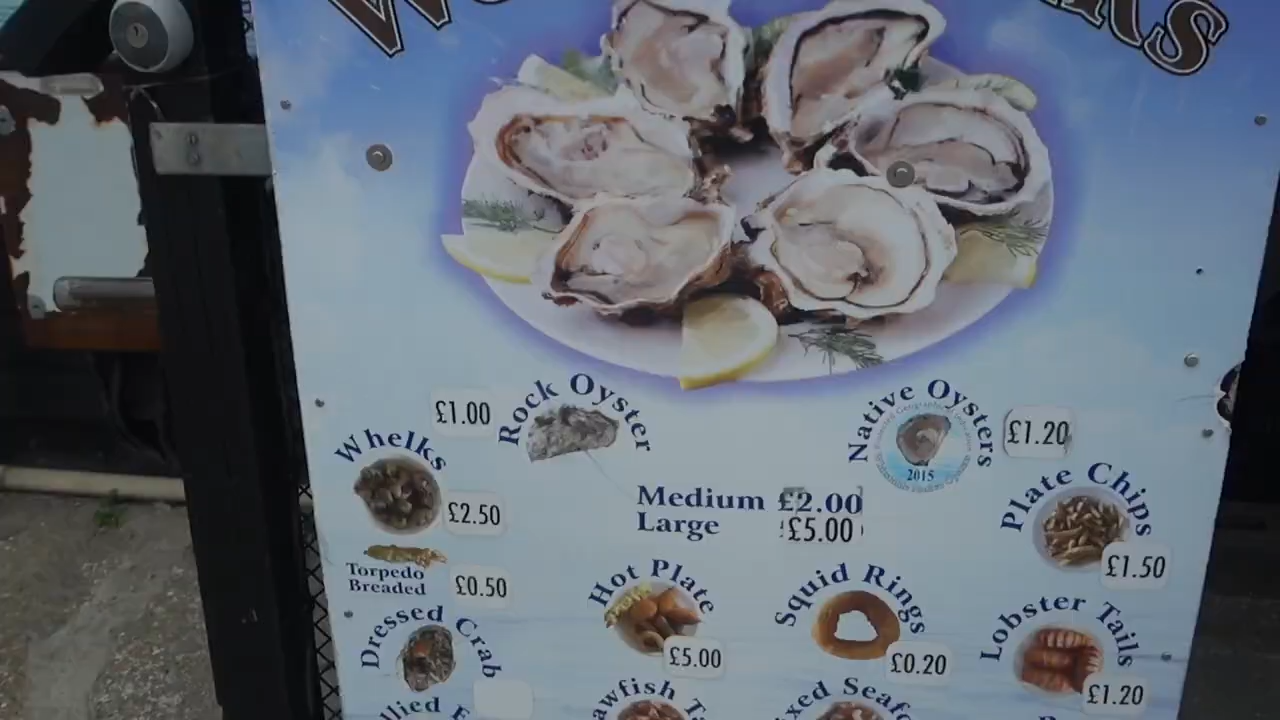 £1.00
Rock Oyster
Native Oysters
2015
£1.20
Whelks
£2.50
Medium £2.00
Large £5.00
Plate Chips
£1.50
Torpedo
Breaded
£0.50
Hot Plate
£5.00
Squid Rings
£0.20
Lobster Tails
£1.20
Dressed Crab